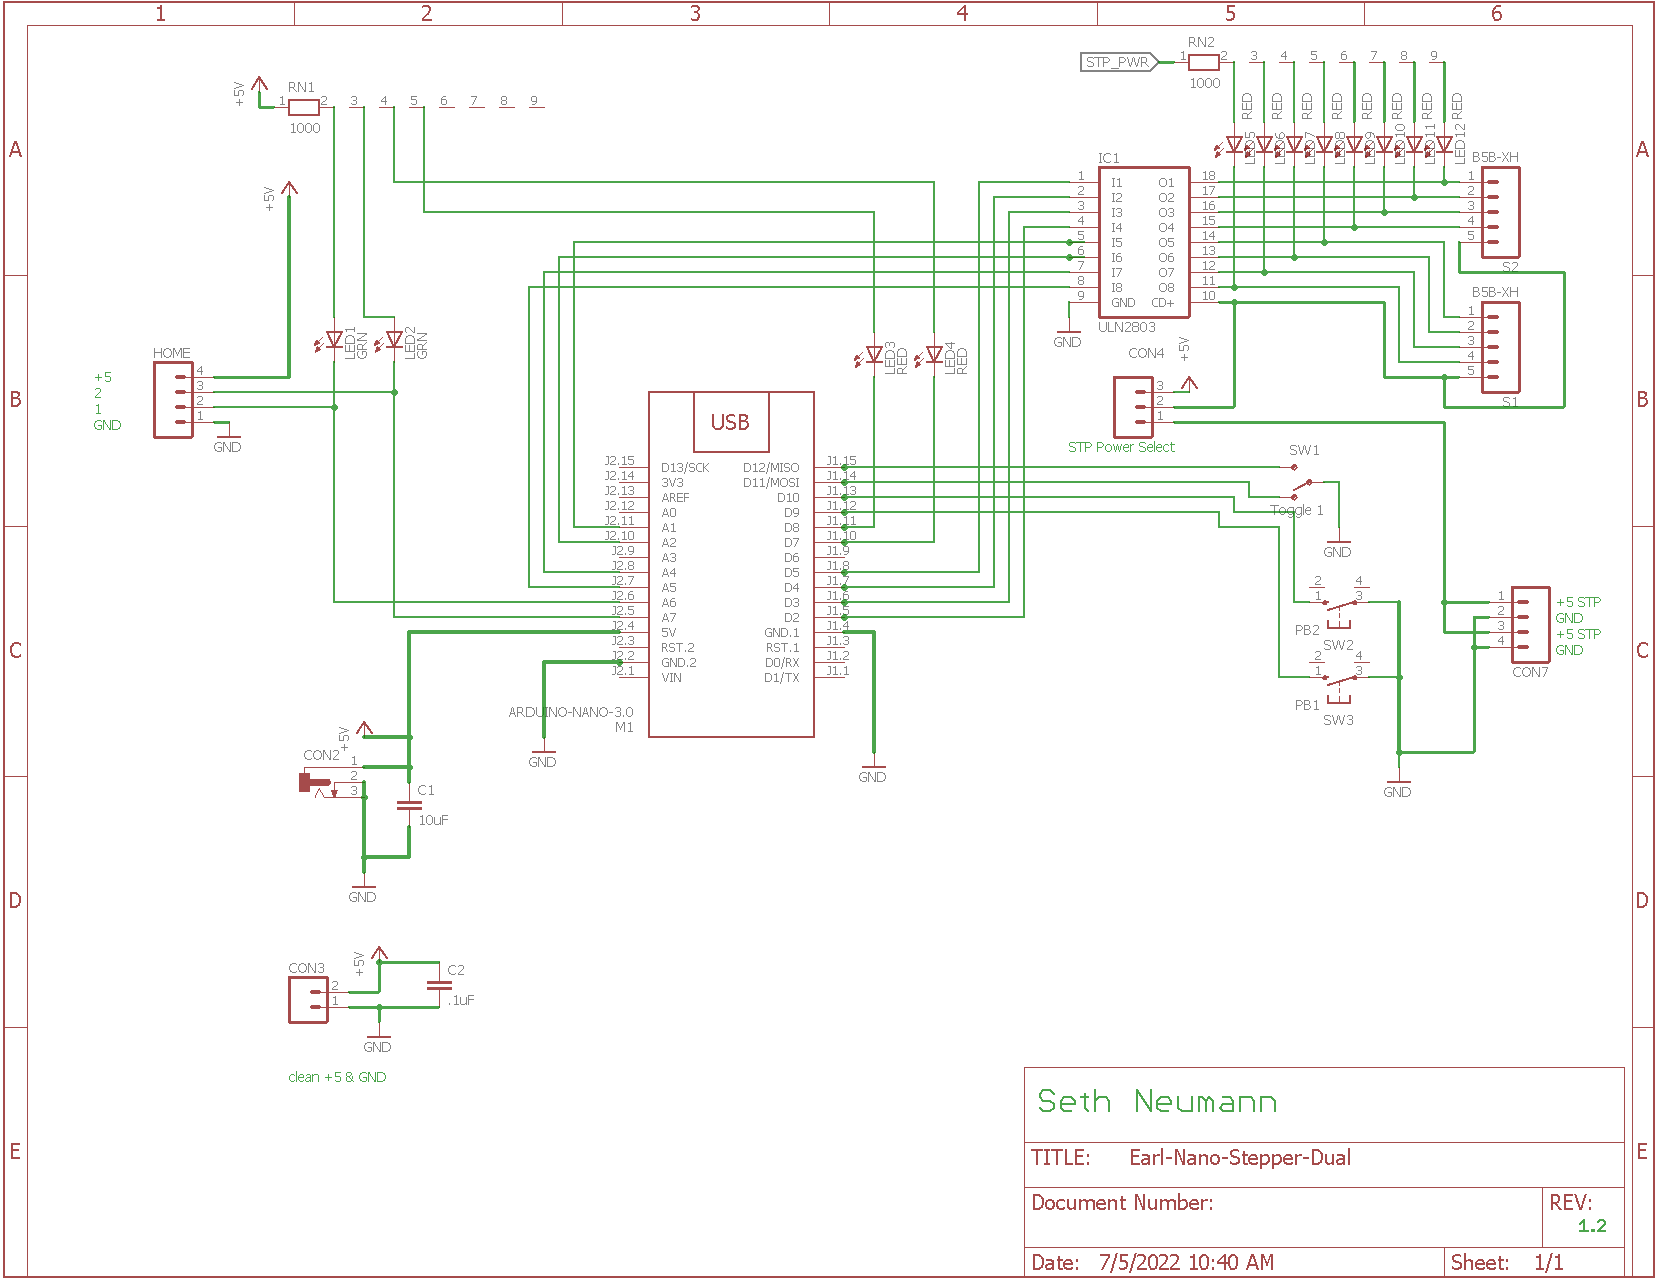 1 2 3 4 5 6
A A
B B
C C
D D
E E
+5V
RN1
1 2 3 4 5 6 7 8 9
1000
+5V
LED1
GRN
LED2
GRN
HOME
+5
2
1
GND
4
3
2
1
GND
STP_PWR
RN2
1 2 3 4 5 6 7 8 9
1000
RED RED RED RED RED RED RED RED
LED5 LED6 LED7 LED8 LED9 LED10 LED11 LED12
IC1
1 I1 O1 18
2 I2 O2 17
3 I3 O3 16
4 I4 O4 15
5 I5 O5 14
6 I6 O6 13
7 I7 O7 12
8 I8 O8 11
9 GND CD+ 10
ULN2803
GND
B5B-XH
1
2
3
4
5
S2
B5B-XH
1
2
3
4
5
S1
LED3
RED
LED4
RED
CON4
+5V
3
2
1
STP Power Select
USB
J2.15 D13/SCK D12/MISO J1.15
J2.14 3V3 D11/MOSI J1.14
J2.13 AREF D10 J1.13
J2.12 A0 D9 J1.12
J2.11 A1 D8 J1.11
J2.10 A2 D7 J1.10
J2.9 A3 D6 J1.9
J2.8 A4 D5 J1.8
J2.7 A5 D4 J1.7
J2.6 A6 D3 J1.6
J2.5 A7 D2 J1.5
J2.4 5V GND.1 J1.4
J2.3 RST.2 RST.1 J1.3
J2.2 GND.2 D0/RX J1.2
J2.1 VIN D1/TX J1.1
ARDUINO-NANO-3.0
M1
GND
GND
SW1
Toggle 1
GND
2 4
1 3
PB2
SW2
2 4
1 3
PB1
SW3
GND
1 +5 STP
2 GND
3 +5 STP
4 GND
CON7
+5V
CON2
1
2
3
C1
10uF
GND
+5V
CON3
2
1
C2
.1uF
GND
clean +5 & GND
Seth Neumann
TITLE: Earl-Nano-Stepper-Dual
Document Number:
REV:
1.2
Date: 7/5/2022 10:40 AM
Sheet: 1/1